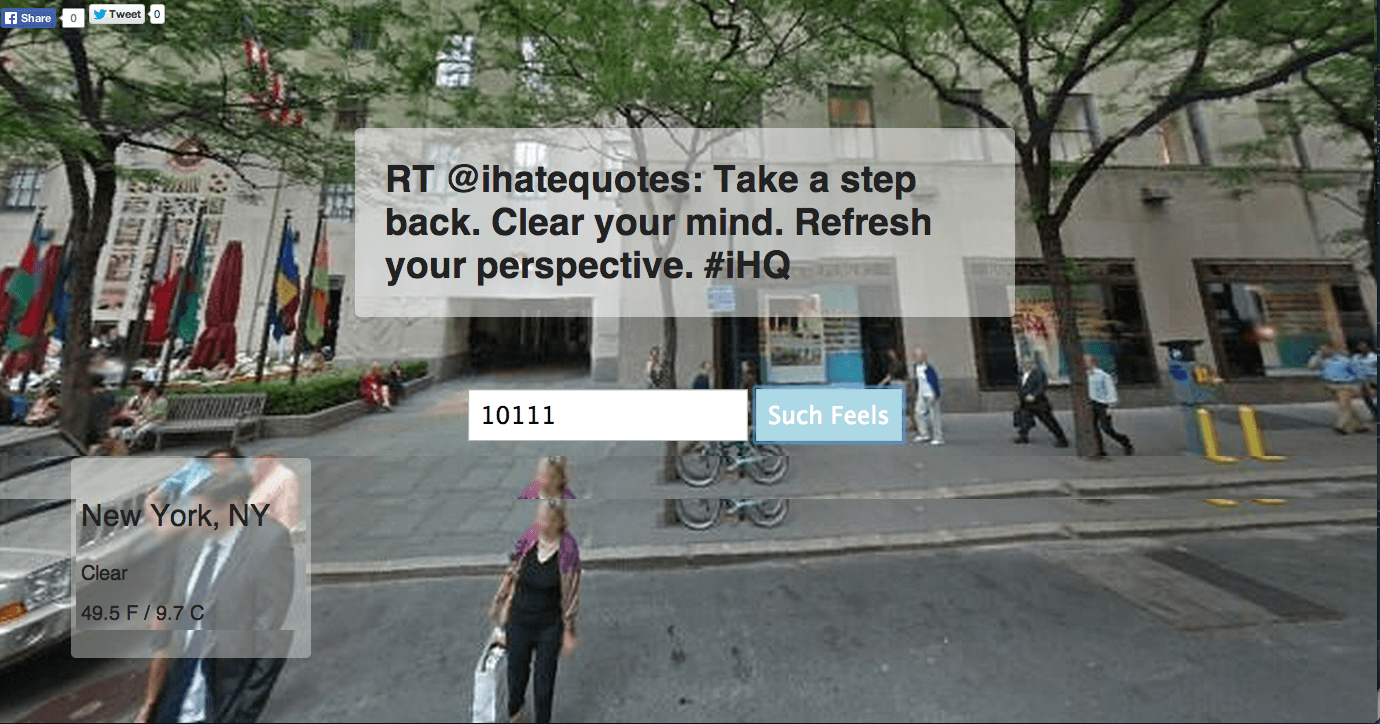 Share 0 Tweet 0
RT @ihatequotes: Take a step
back. Clear your mind. Refresh
your perspective. #iHQ
10111 Such Feels
New York, NY
Clear
49.5 F / 9.7 C